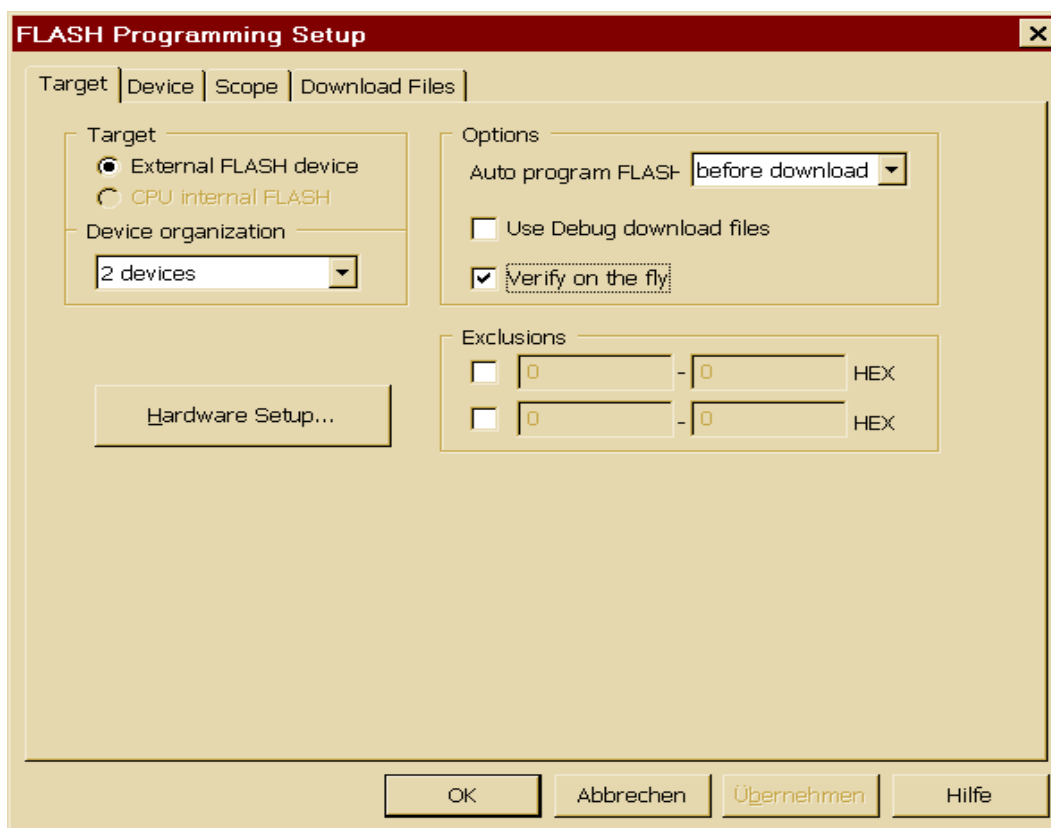 FLASH Programming Setup
Target Device Scope Download Files
Target
External FLASH device
CPU internal FLASH
Device organization
2 devices
Hardware Setup...
Options
Auto program FLASH before download
Use Debug download files
Verify on the fly
Exclusions
0 - 0 HEX
0 - 0 HEX
OK Abbrechen Übernehmen Hilfe